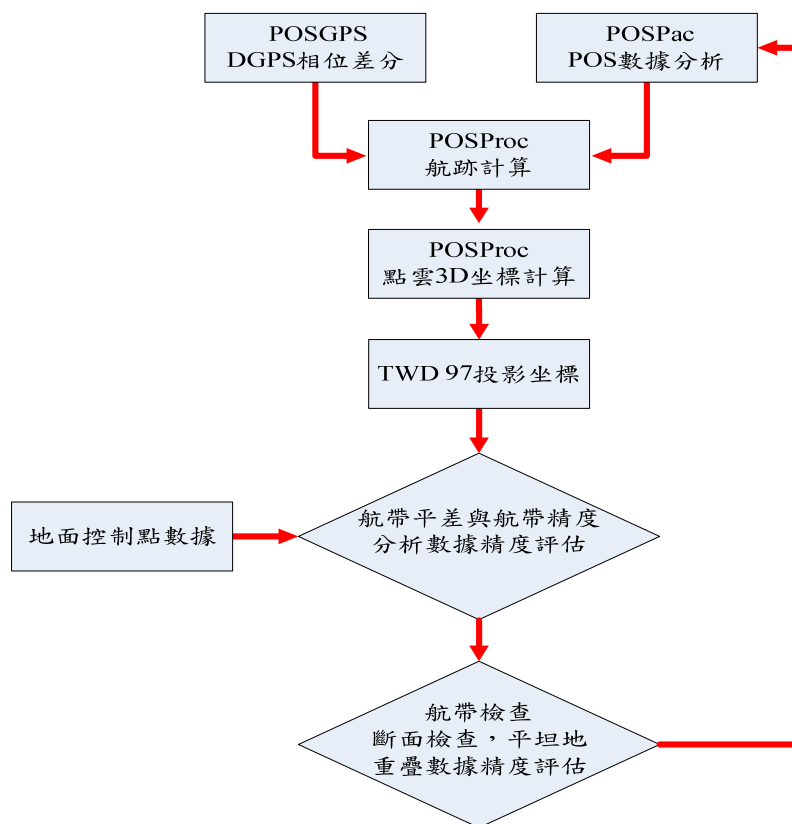 POSGPS
DGPS相位差分
POSPac
POS數據分析
POSProc
航跡計算
POSProc
點雲3D坐標計算
TWD 97投影坐標
航帶平差與航帶精度
分析數據精度評估
地面控制點數據
航帶檢查
斷面檢查，平坦地
重疊數據精度評估